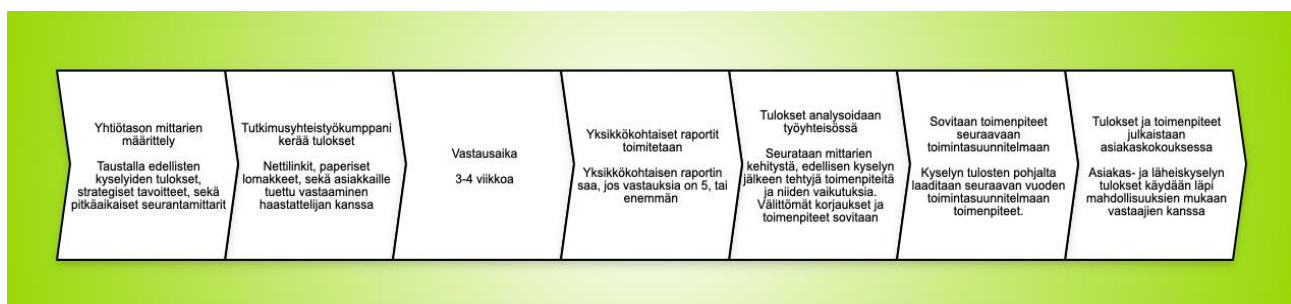 Yhtiötason mittarien
määrittely
Taustalla edellisten
kyselyiden tulokset,
strategiset tavoitteet, sekä
pitkäaikaiset seurantamittarit
Tutkimusyhteistyökumppani
kerää tulokset
Nettilinkit, paperiset
lomakkeet, sekä asiakkaille
tuettu vastaaminen
haastattelijan kanssa
Vastausaika
3-4 viikkoa
Yksikkökohtaiset raportit
toimitetaan
Yksikkökohtaisen raportin
saa, jos vastauksia on 5, tai
enemmän
Tulokset analysoidaan
työyhteisössä
Seurataan mittarien
kehitystä, edellisen kyselyn
jälkeen tehtyjä toimenpiteitä
ja niiden vaikutuksia.
Välittömät korjaukset ja
toimenpiteet sovitaan
Sovitaan toimenpiteet
seuraavaan
toimintasuunnitelmaan
Kyselyn tulosten pohjalta
laaditaan seuraavan vuoden
toimintasuunnitelmaan
toimenpiteet.
Tulokset ja toimenpiteet
julkaistaan
asiakaskokouksessa
Asiakas- ja läheiskyselyn
tulokset käydään läpi
mahdollisuuksien mukaan
vastaajien kanssa